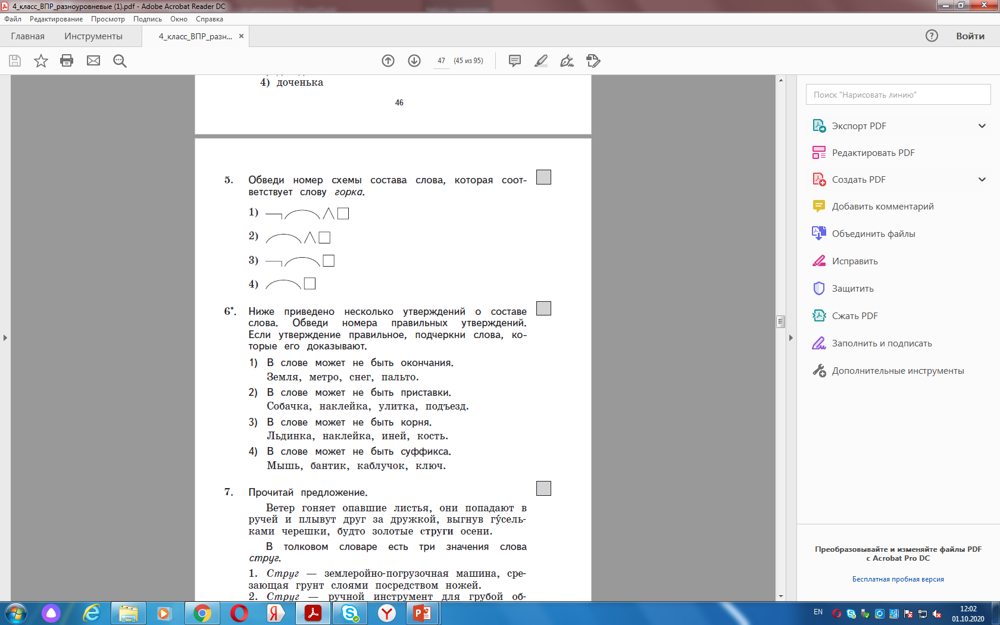 4_класс_ВПР_разноуровневые (1).pdf - Adobe Acrobat Reader DC
Файл Редактирование Просмотр Подпись Окно Справка
Главная Инструменты 4_класс_ВПР_разн... × Войти
47 (45 из 95)
4) доченька
46
5. Обведи номер схемы состава слова, которая соот-
ветствует слову горка.
1)
2)
3)
4)
6*. Ниже приведено несколько утверждений о составе
слова. Обведи номера правильных утверждений.
Если утверждение правильное, подчеркни слова, ко-
торые его доказывают.
1) В слове может не быть окончания.
Земля, метро, снег, пальто.
2) В слове может не быть приставки.
Собачка, наклейка, улитка, подъезд.
3) В слове может не быть корня.
Льдинка, наклейка, иней, кость.
4) В слове может не быть суффикса.
Мышь, бантик, каблучок, ключ.
7. Прочитай предложение.
Ветер гоняет опавшие листья, они попадают в
ручей и плывут друг за дружкой, выгнув гу́сель-
ками черешки, будто золотые струги осени.
В толковом словаре есть три значения слова
струг.
1. Струг — землеройно-погрузочная машина, сре-
зающая грунт слоями посредством ножей.
2. Струг — ручной инструмент для грубой об-
Поиск "Нарисовать линию"
Экспорт PDF
Редактировать PDF
Создать PDF
Добавить комментарий
Объединить файлы
Исправить
Защитить
Сжать PDF
Заполнить и подписать
Дополнительные инструменты
Преобразовывайте и изменяйте файлы PDF
с Acrobat Pro DC
Бесплатная пробная версия
EN
12:02
01.10.2020